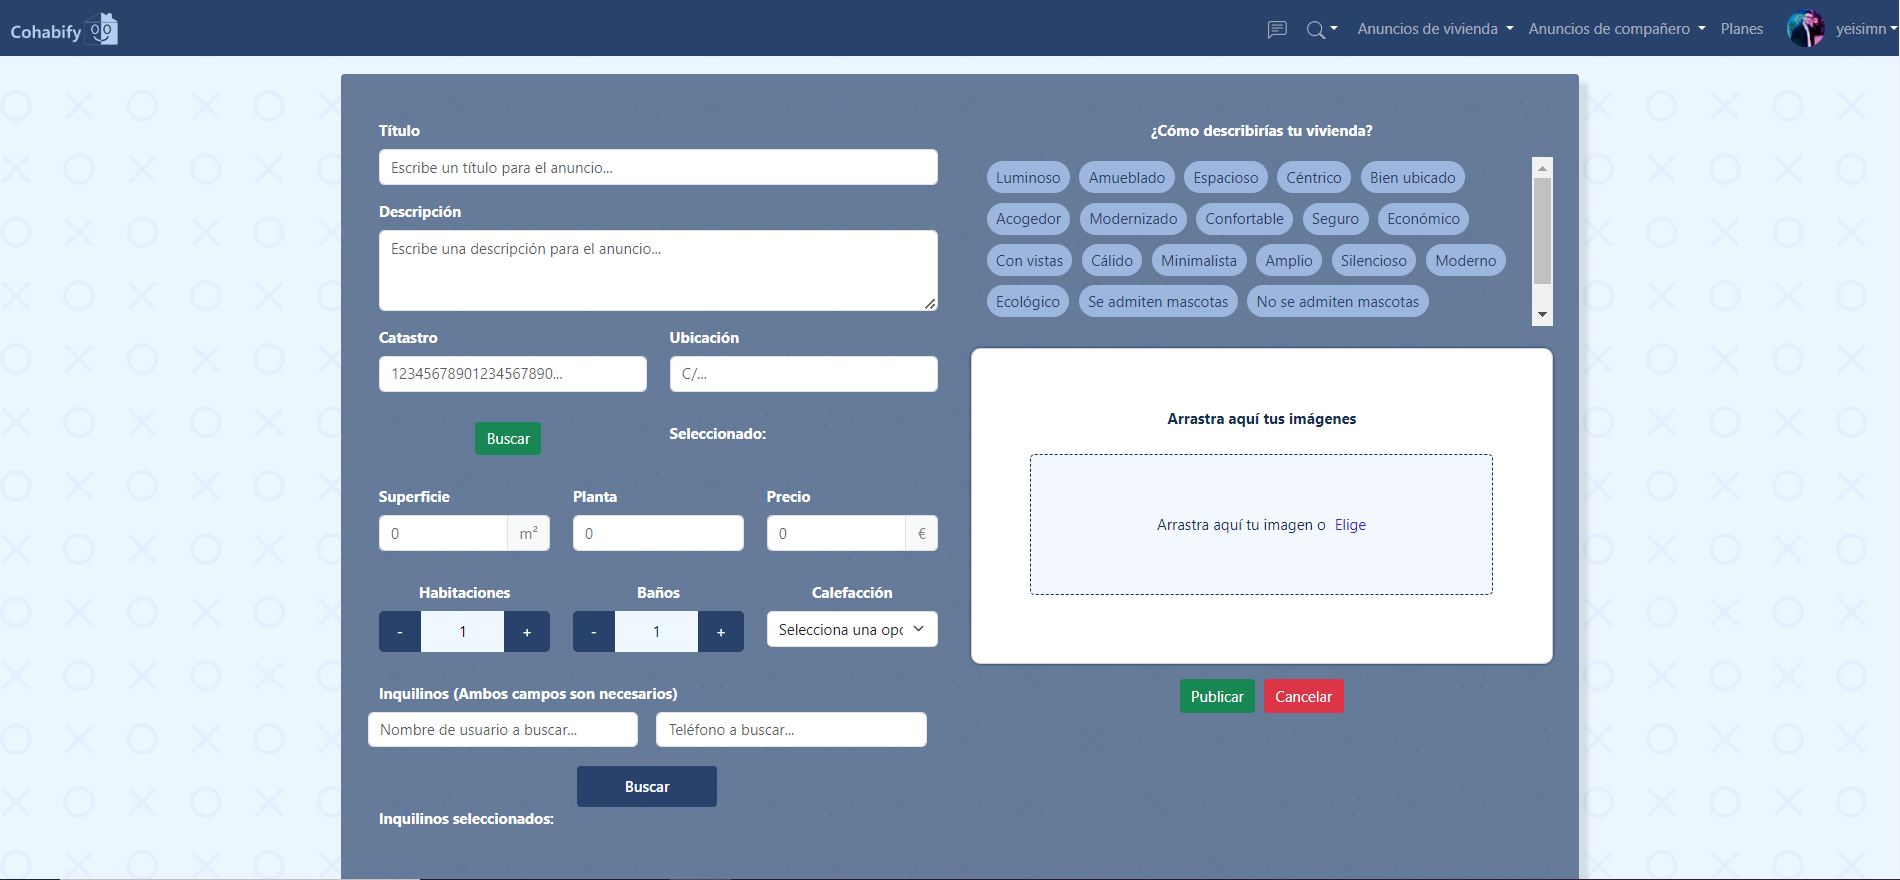 Cohabify
Anuncios de vivienda
Anuncios de compañero
Planes
yeisimn
Título
Escribe un título para el anuncio...
Descripción
Escribe una descripción para el anuncio...
Catastro
Ubicación
12345678901234567890...
C/...
Buscar
Seleccionado:
Superficie
Planta
Precio
0 m²
0
0 €
Habitaciones
Baños
Calefacción
- 1 +
- 1 +
Selecciona una opc
Inquilinos (Ambos campos son necesarios)
Nombre de usuario a buscar...
Teléfono a buscar...
Buscar
Inquilinos seleccionados:
¿Cómo describirías tu vivienda?
Luminoso Amueblado Espacioso Céntrico Bien ubicado
Acogedor Modernizado Confortable Seguro Económico
Con vistas Cálido Minimalista Amplio Silencioso Moderno
Ecológico Se admiten mascotas No se admiten mascotas
Arrastra aquí tus imágenes
Arrastra aquí tu imagen o Elige
Publicar
Cancelar